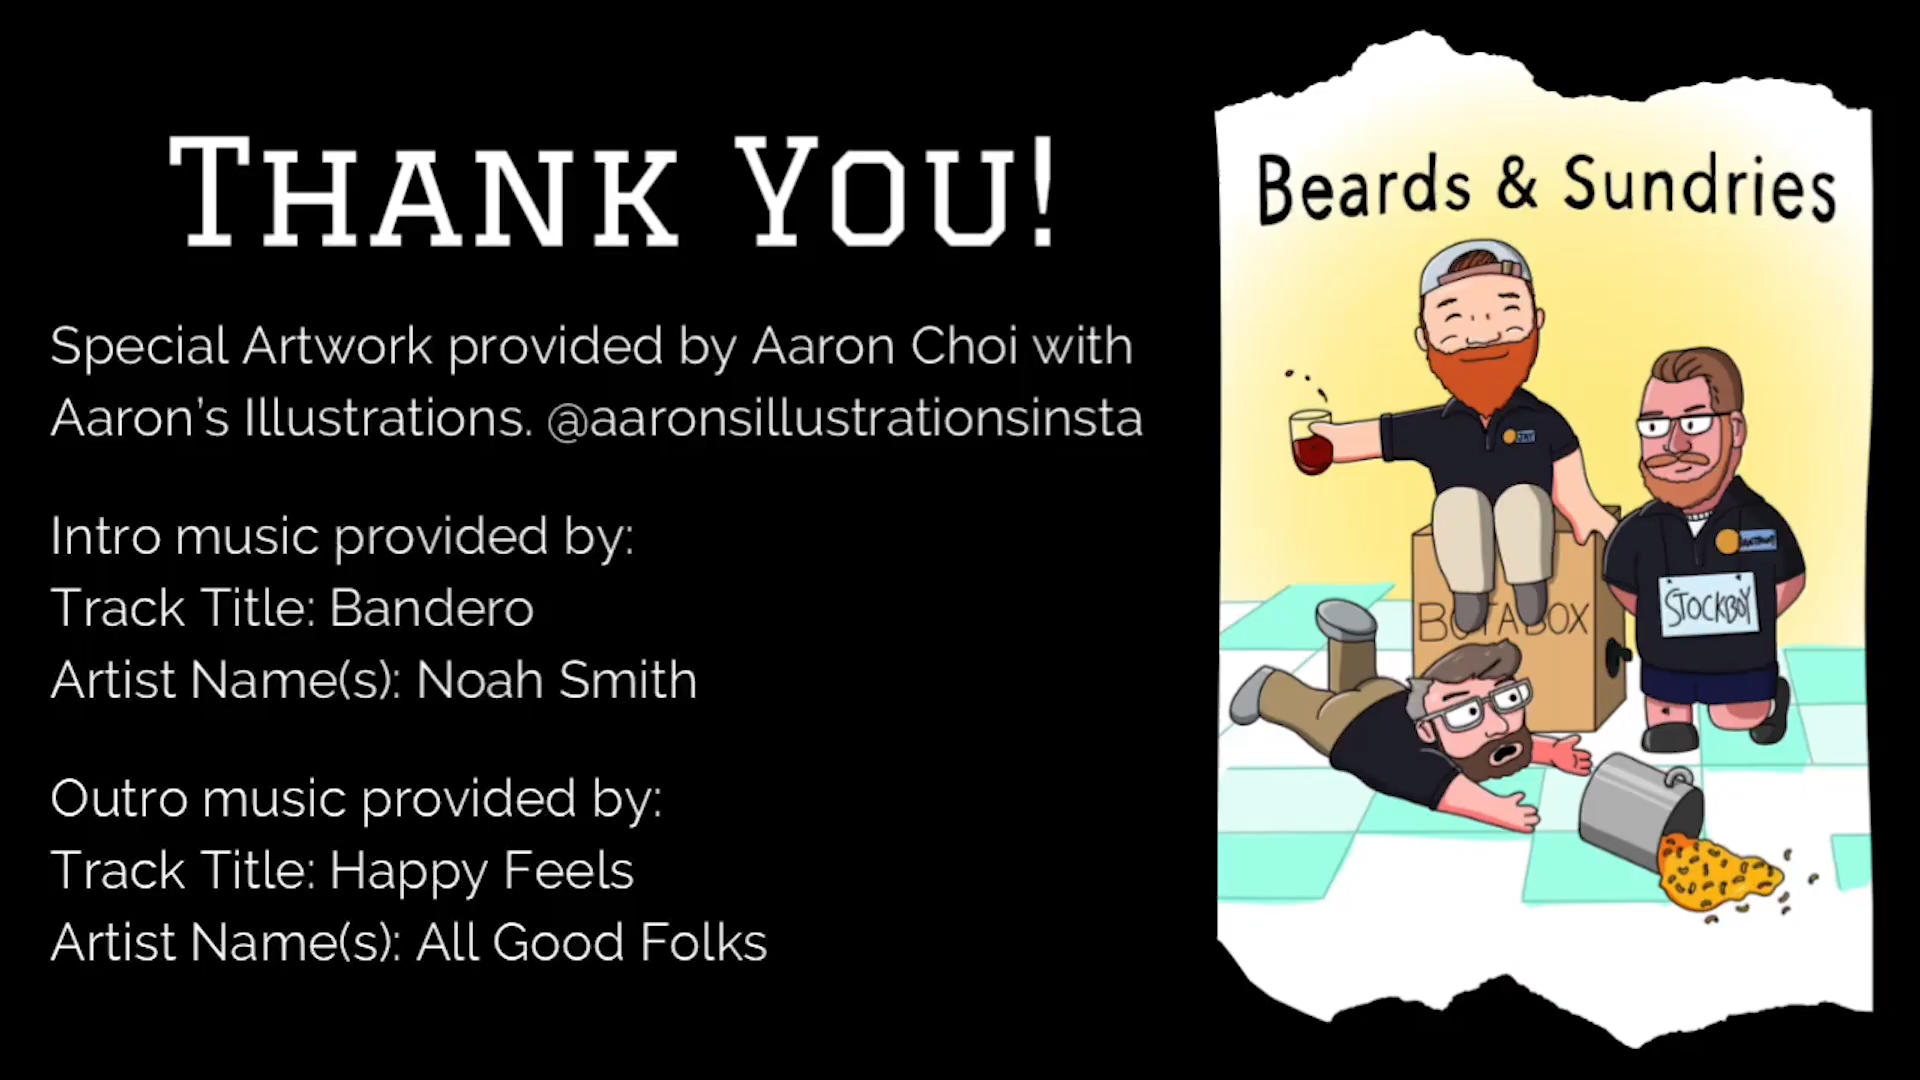 THANK YOU!
Special Artwork provided by Aaron Choi with
Aaron's Illustrations. @aaronsillustrationsinsta
Intro music provided by:
Track Title: Bandero
Artist Name(s): Noah Smith
Outro music provided by:
Track Title: Happy Feels
Artist Name(s): All Good Folks
Beards & Sundries
JAY
STOCKBOY
BOTABOX